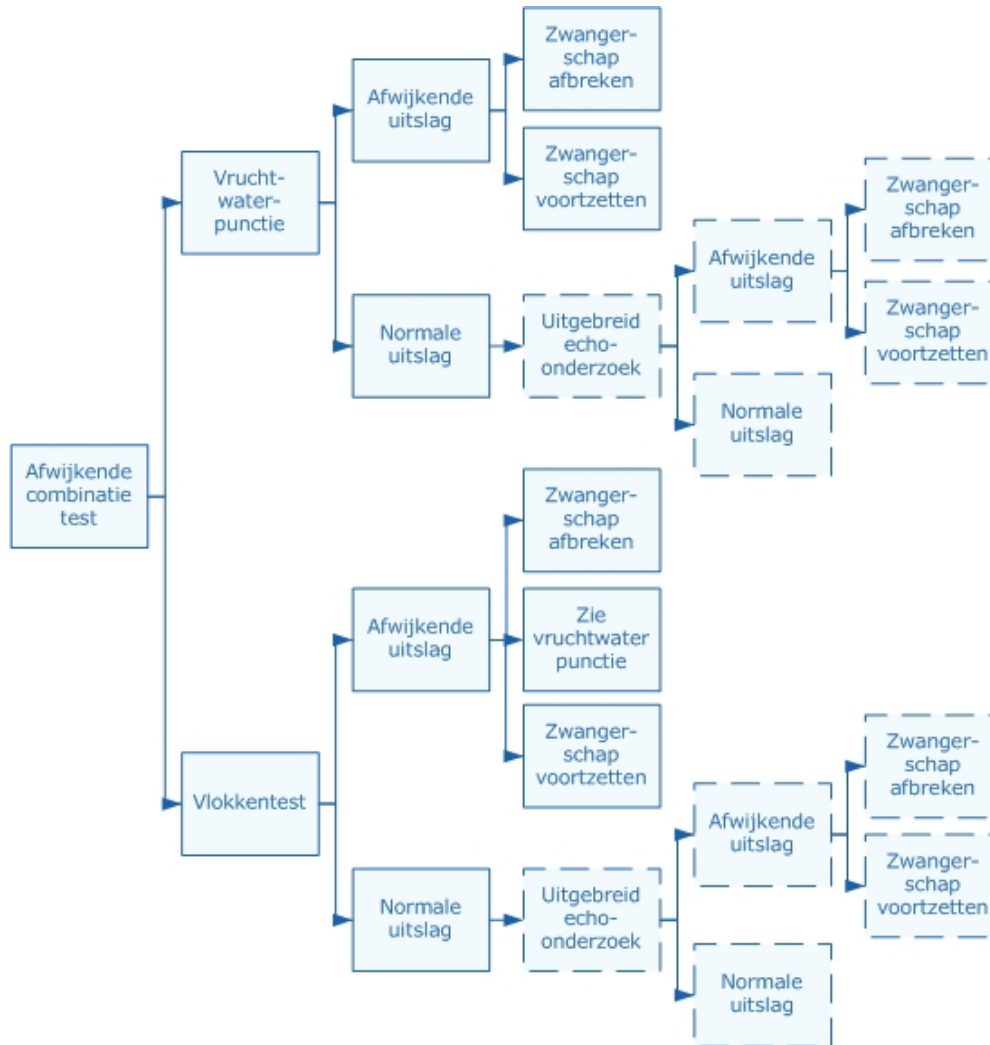 Zwanger-
schap
afbreken
Afwijkende
uitslag
Zwanger-
schap
voortzetten
Vrucht-
water-
punctie
Zwanger-
schap
afbreken
Afwijkende
uitslag
Zwanger-
schap
voortzetten
Normale
uitslag
Uitgebreid
echo-
onderzoek
Normale
uitslag
Afwijkende
combinatie
test
Zwanger-
schap
afbreken
Afwijkende
uitslag
Zie
vruchtwater
punctie
Zwanger-
schap
voortzetten
Vlokkentest
Zwanger-
schap
afbreken
Afwijkende
uitslag
Zwanger-
schap
voortzetten
Normale
uitslag
Uitgebreid
echo-
onderzoek
Normale
uitslag